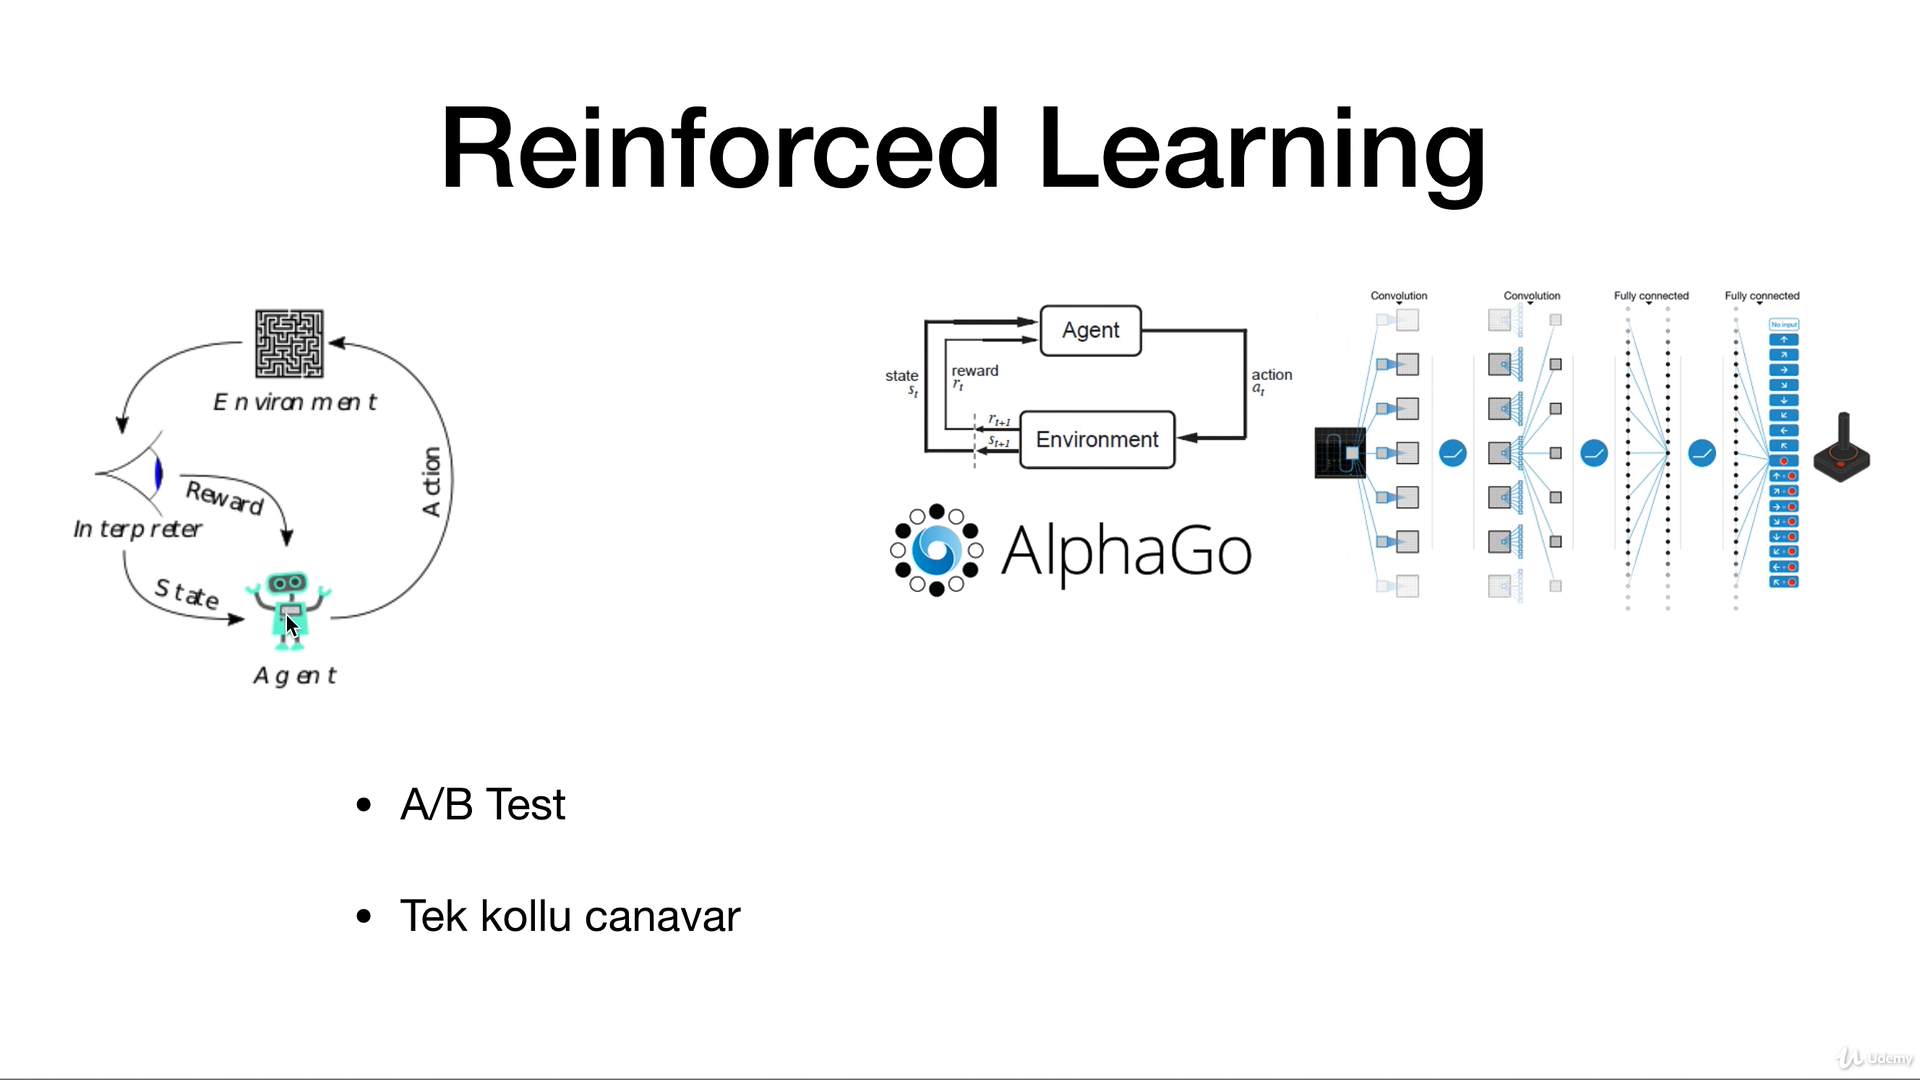 Reinforced Learning
Environment
Interpreter
Reward
State
Action
Agent
Agent
state
s_t
reward
r_t
action
a_t
r_{t+1}
s_{t+1}
Environment
AlphaGo
Convolution
Convolution
Fully connected
Fully connected
No input
• A/B Test
• Tek kollu canavar
Udemy